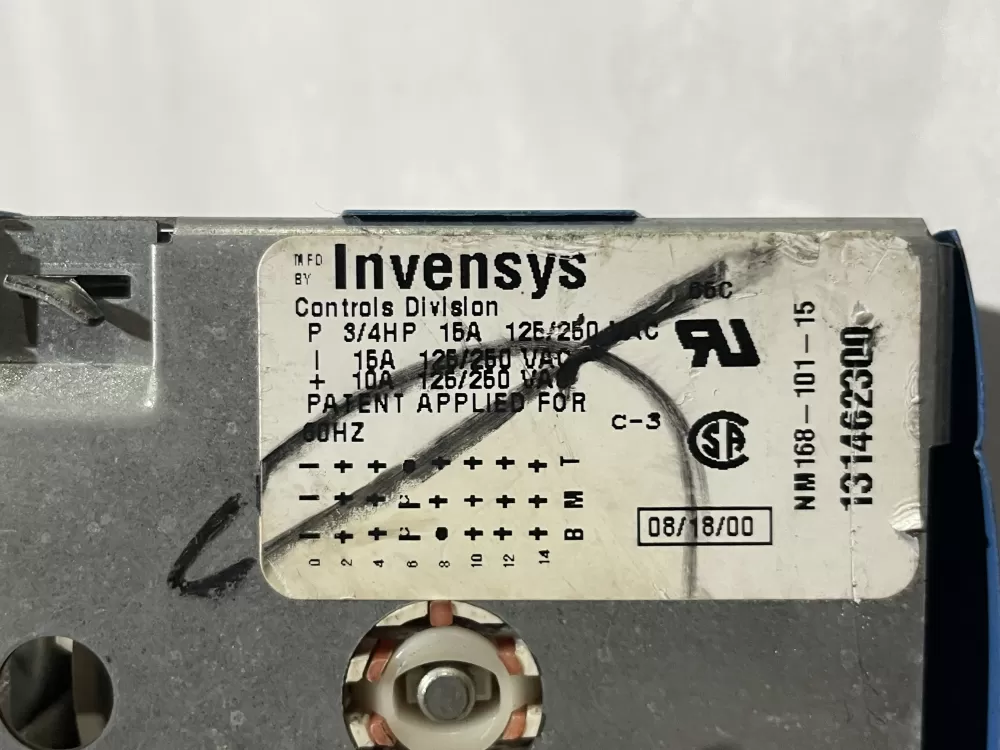 MFD BY Invensys
Controls Division
P 3/4HP 15A 125/250 VAC
I 15A 125/250 VAC
+ 10A 125/250 VAC
PATENT APPLIED FOR
60HZ
65C
C-3
I + + • + + + + T
I + + P + + + + M
I + + P • + + + B
0 2 4 6 8 10 12 14
08/18/00
NM168-101-15
131462300